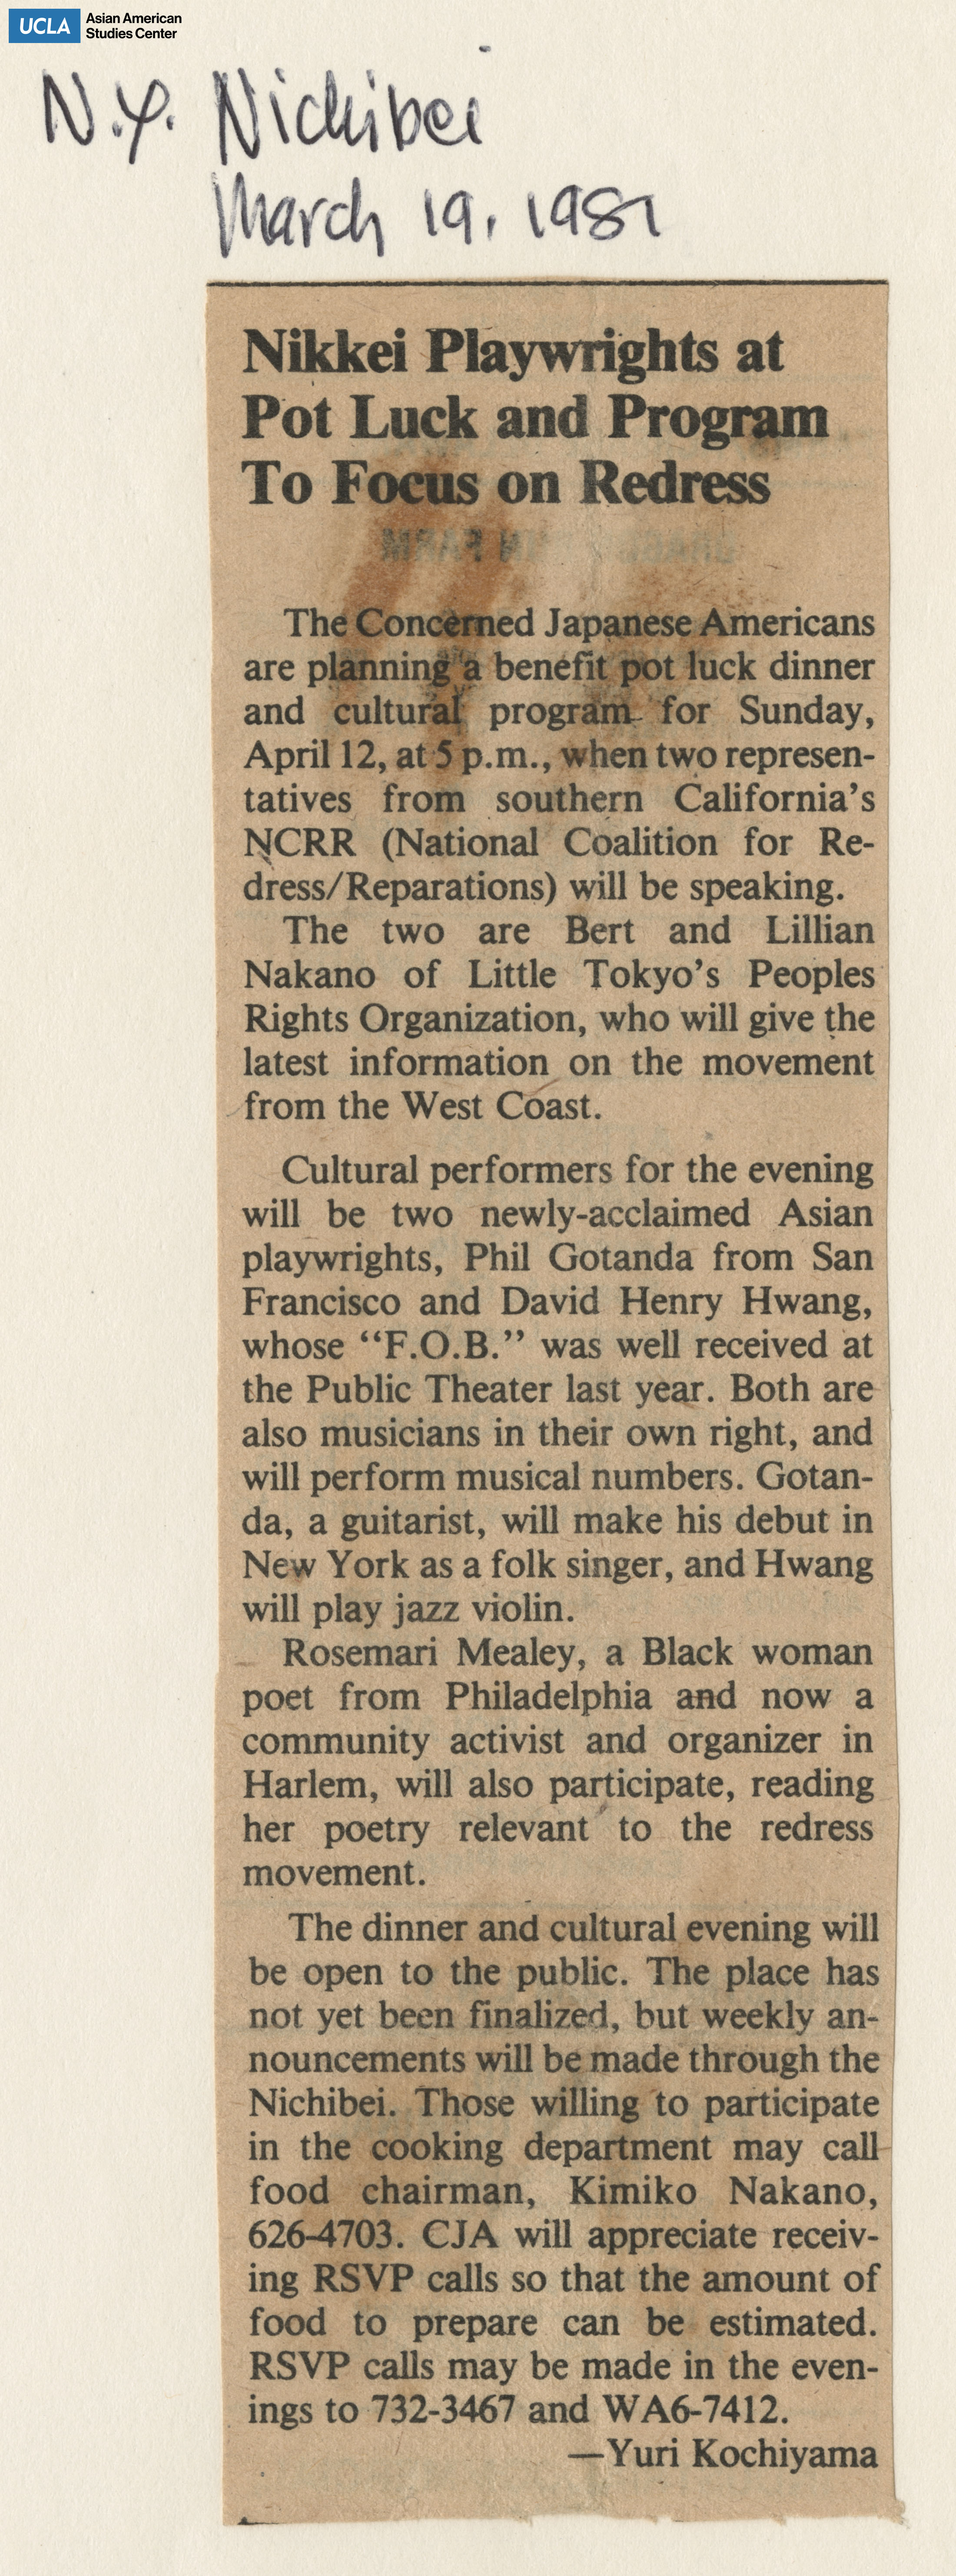 UCLA Asian American
Studies Center
N.Y. Nichibei
March 19, 1981
Nikkei Playwrights at
Pot Luck and Program
To Focus on Redress
The Concerned Japanese Americans
are planning a benefit pot luck dinner
and cultural program for Sunday,
April 12, at 5 p.m., when two represen-
tatives from southern California's
NCRR (National Coalition for Re-
dress/Reparations) will be speaking.
The two are Bert and Lillian
Nakano of Little Tokyo's Peoples
Rights Organization, who will give the
latest information on the movement
from the West Coast.
Cultural performers for the evening
will be two newly-acclaimed Asian
playwrights, Phil Gotanda from San
Francisco and David Henry Hwang,
whose “F.O.B.” was well received at
the Public Theater last year. Both are
also musicians in their own right, and
will perform musical numbers. Gotan-
da, a guitarist, will make his debut in
New York as a folk singer, and Hwang
will play jazz violin.
Rosemari Mealey, a Black woman
poet from Philadelphia and now a
community activist and organizer in
Harlem, will also participate, reading
her poetry relevant to the redress
movement.
The dinner and cultural evening will
be open to the public. The place has
not yet been finalized, but weekly an-
nouncements will be made through the
Nichibei. Those willing to participate
in the cooking department may call
food chairman, Kimiko Nakano,
626-4703. CJA will appreciate receiv-
ing RSVP calls so that the amount of
food to prepare can be estimated.
RSVP calls may be made in the even-
ings to 732-3467 and WA6-7412.
—Yuri Kochiyama